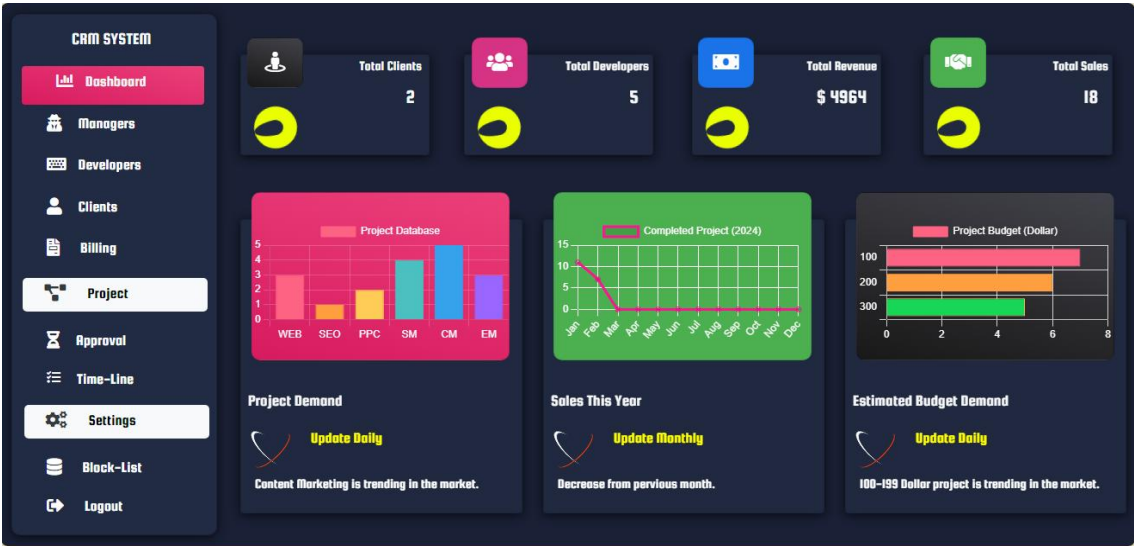 CRM SYSTEM
Dashboard
Managers
Developers
Clients
Billing
Project
Approval
Time-Line
Settings
Block-List
Logout
Total Clients
2
Total Developers
5
Total Revenue
$ 4964
Total Sales
18
Project Database
5
4
3
2
1
0
WEB SEO PPC SM CM EM
Project Demand
Update Daily
Content Marketing is trending in the market.
Completed Project (2024)
15
10
5
0
Jan Feb Mar Apr May Jun Jul Aug Sep Oct Nov Dec
Sales This Year
Update Monthly
Decrease from pervious month.
Project Budget (Dollar)
100
200
300
0 2 4 6 8
Estimated Budget Demand
Update Daily
100-199 Dollar project is trending in the market.